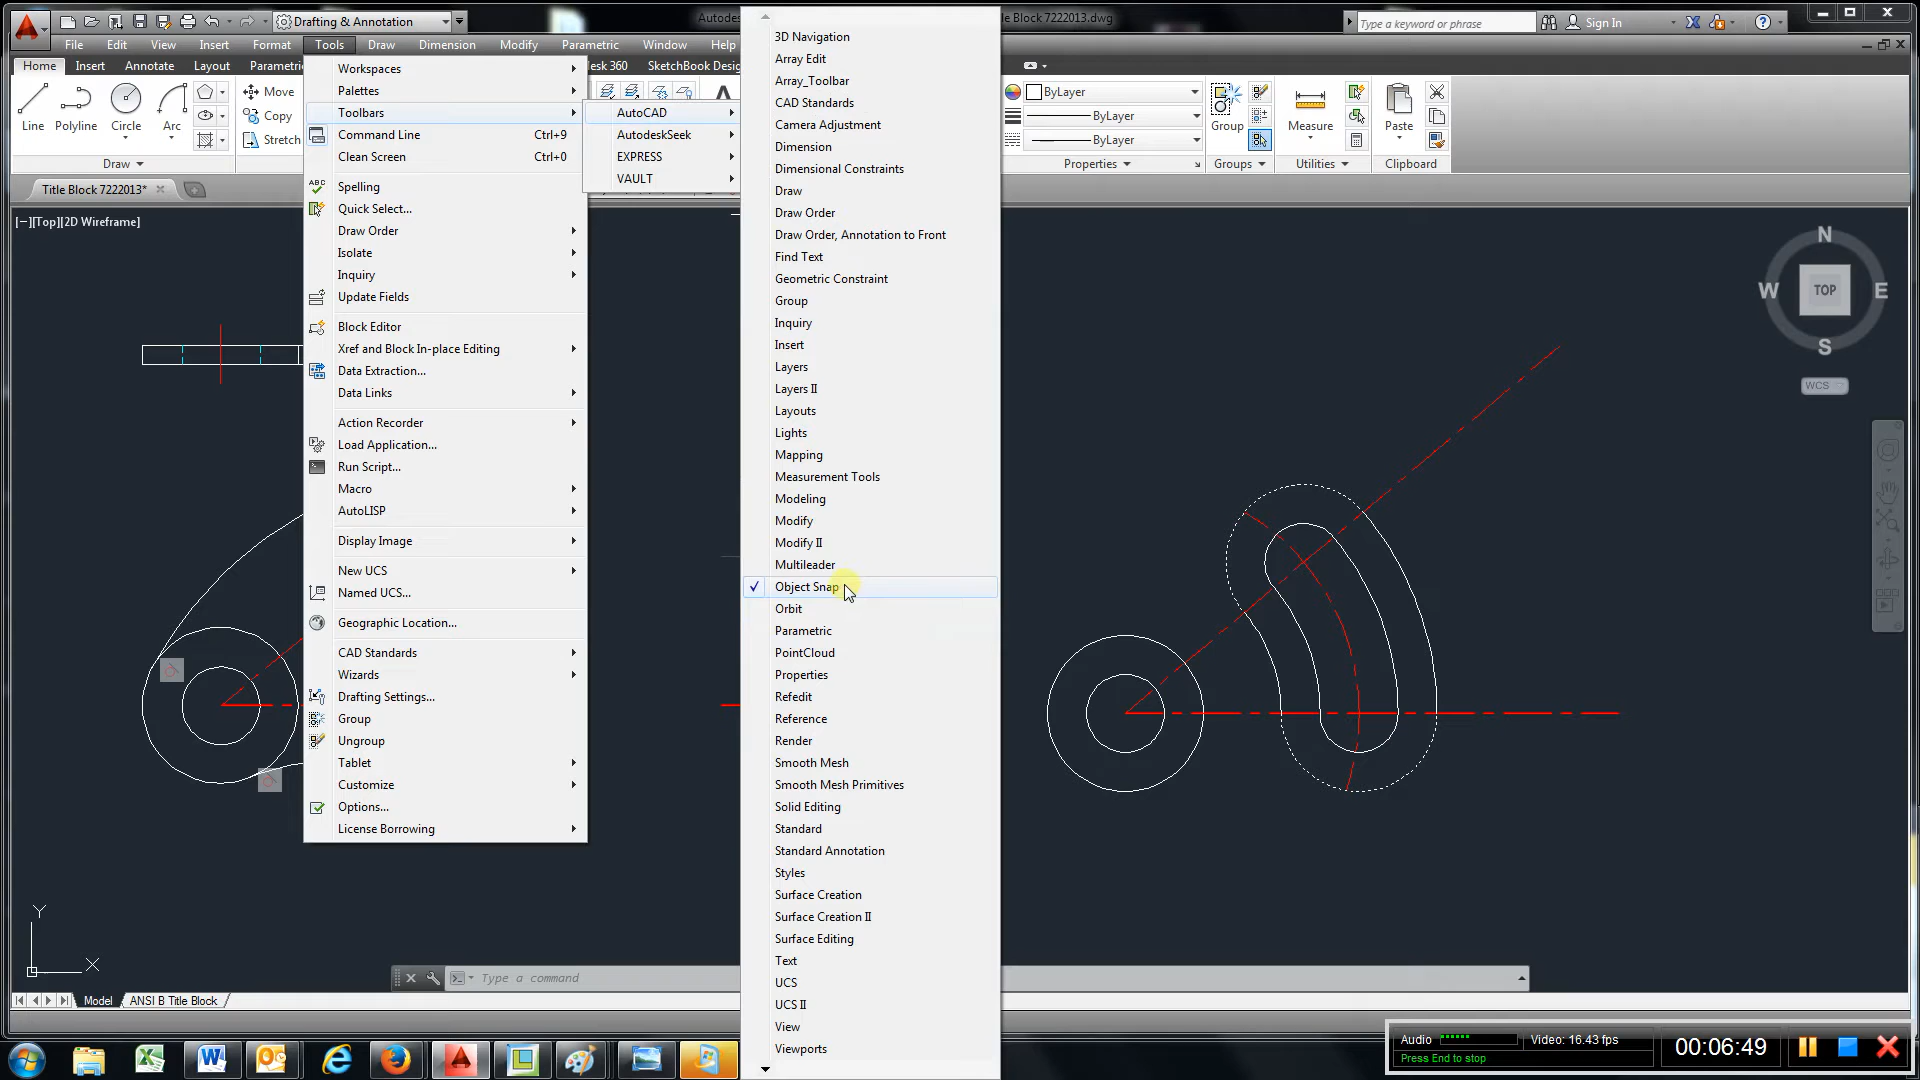 Drafting & Annotation
Autodes
le Block 7222013.dwg
Type a keyword or phrase
Sign In
File Edit View Insert Format Tools Draw Dimension Modify Parametric Window Help
Home Insert Annotate Layout Parametri
sk 360 SketchBook Desig
Line
Polyline
Circle
Arc
Move
Copy
Stretch
Draw
ByLayer
ByLayer
ByLayer
Properties
Group
Groups
Measure
Utilities
Paste
Clipboard
Title Block 7222013*
[−][Top][2D Wireframe]
Workspaces
Palettes
Toolbars
Command Line Ctrl+9
Clean Screen Ctrl+0
ABC
Spelling
Quick Select...
Draw Order
Isolate
Inquiry
Update Fields
Block Editor
Xref and Block In-place Editing
Data Extraction...
Data Links
Action Recorder
Load Application...
Run Script...
Macro
AutoLISP
Display Image
New UCS
Named UCS...
Geographic Location...
CAD Standards
Wizards
Drafting Settings...
Group
Ungroup
Tablet
Customize
Options...
License Borrowing
AutoCAD
AutodeskSeek
EXPRESS
VAULT
3D Navigation
Array Edit
Array_Toolbar
CAD Standards
Camera Adjustment
Dimension
Dimensional Constraints
Draw
Draw Order
Draw Order, Annotation to Front
Find Text
Geometric Constraint
Group
Inquiry
Insert
Layers
Layers II
Layouts
Lights
Mapping
Measurement Tools
Modeling
Modify
Modify II
Multileader
Object Snap
Orbit
Parametric
PointCloud
Properties
Refedit
Reference
Render
Smooth Mesh
Smooth Mesh Primitives
Solid Editing
Standard
Standard Annotation
Styles
Surface Creation
Surface Creation II
Surface Editing
Text
UCS
UCS II
View
Viewports
N
W
TOP
E
S
WCS
Y
X
Type a command
Model
ANSI B Title Block
Audio
Video: 16.43 fps
Press End to stop
00:06:49